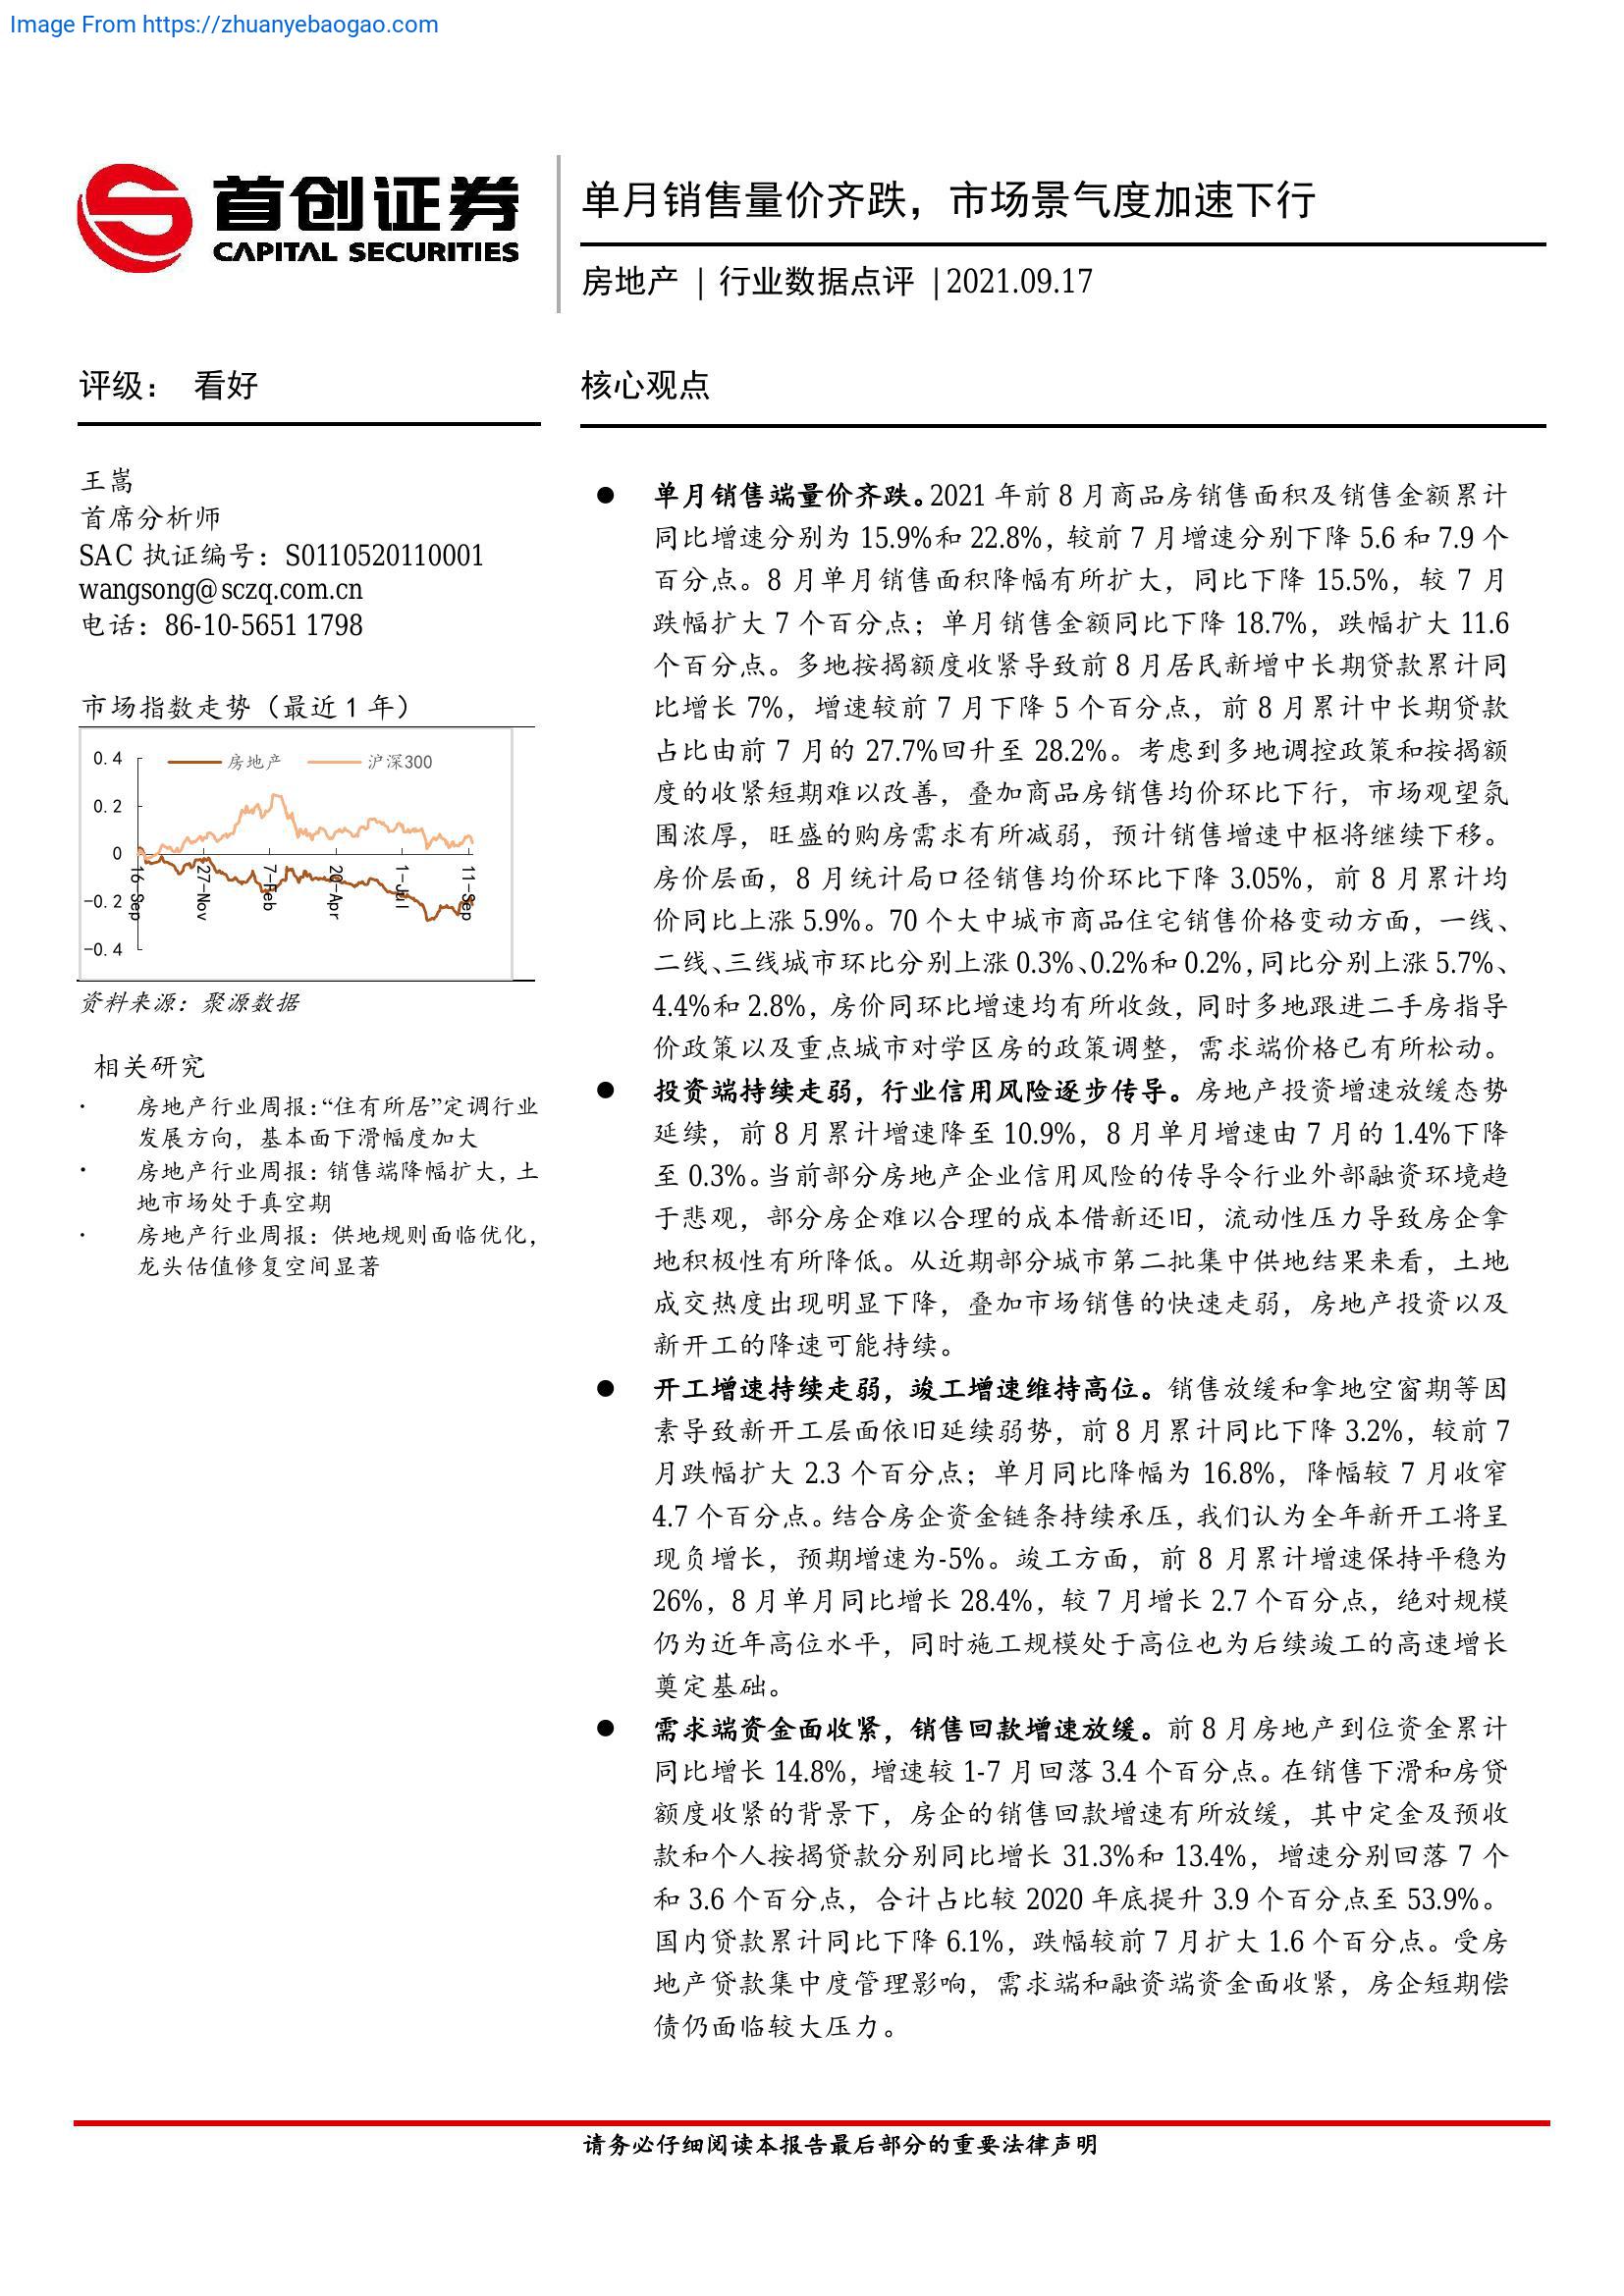 Image From https://zhuanyebaogao.com
首创证券
CAPITAL SECURITIES
单月销售量价齐跌，市场景气度加速下行
房地产 | 行业数据点评 |2021.09.17
评级： 看好
王嵩
首席分析师
SAC 执证编号：S0110520110001
wangsong@sczq.com.cn
电话：86-10-5651 1798
市场指数走势（最近 1 年）
房地产 沪深300
0.4
0.2
0
-0.2
-0.4
16-Sep
27-Nov
7-Feb
20-Apr
1-Jul
11-Sep
资料来源：聚源数据
相关研究
· 房地产行业周报：“住有所居”定调行业
发展方向，基本面下滑幅度加大
· 房地产行业周报：销售端降幅扩大，土
地市场处于真空期
· 房地产行业周报：供地规则面临优化，
龙头估值修复空间显著
核心观点
● 单月销售端量价齐跌。2021 年前 8 月商品房销售面积及销售金额累计
同比增速分别为 15.9%和 22.8%，较前 7 月增速分别下降 5.6 和 7.9 个
百分点。8 月单月销售面积降幅有所扩大，同比下降 15.5%，较 7 月
跌幅扩大 7 个百分点；单月销售金额同比下降 18.7%，跌幅扩大 11.6
个百分点。多地按揭额度收紧导致前 8 月居民新增中长期贷款累计同
比增长 7%，增速较前 7 月下降 5 个百分点，前 8 月累计中长期贷款
占比由前 7 月的 27.7%回升至 28.2%。考虑到多地调控政策和按揭额
度的收紧短期难以改善，叠加商品房销售均价环比下行，市场观望氛
围浓厚，旺盛的购房需求有所减弱，预计销售增速中枢将继续下移。
房价层面，8 月统计局口径销售均价环比下降 3.05%，前 8 月累计均
价同比上涨 5.9%。70 个大中城市商品住宅销售价格变动方面，一线、
二线、三线城市环比分别上涨 0.3%、0.2%和 0.2%，同比分别上涨 5.7%、
4.4%和 2.8%，房价同环比增速均有所收敛，同时多地跟进二手房指导
价政策以及重点城市对学区房的政策调整，需求端价格已有所松动。
● 投资端持续走弱，行业信用风险逐步传导。房地产投资增速放缓态势
延续，前 8 月累计增速降至 10.9%，8 月单月增速由 7 月的 1.4%下降
至 0.3%。当前部分房地产企业信用风险的传导令行业外部融资环境趋
于悲观，部分房企难以合理的成本借新还旧，流动性压力导致房企拿
地积极性有所降低。从近期部分城市第二批集中供地结果来看，土地
成交热度出现明显下降，叠加市场销售的快速走弱，房地产投资以及
新开工的降速可能持续。
● 开工增速持续走弱，竣工增速维持高位。销售放缓和拿地空窗期等因
素导致新开工层面依旧延续弱势，前 8 月累计同比下降 3.2%，较前 7
月跌幅扩大 2.3 个百分点；单月同比降幅为 16.8%，降幅较 7 月收窄
4.7 个百分点。结合房企资金链条持续承压，我们认为全年新开工将呈
现负增长，预期增速为-5%。竣工方面，前 8 月累计增速保持平稳为
26%，8 月单月同比增长 28.4%，较 7 月增长 2.7 个百分点，绝对规模
仍为近年高位水平，同时施工规模处于高位也为后续竣工的高速增长
奠定基础。
● 需求端资金面收紧，销售回款增速放缓。前 8 月房地产到位资金累计
同比增长 14.8%，增速较 1-7 月回落 3.4 个百分点。在销售下滑和房贷
额度收紧的背景下，房企的销售回款增速有所放缓，其中定金及预收
款和个人按揭贷款分别同比增长 31.3%和 13.4%，增速分别回落 7 个
和 3.6 个百分点，合计占比较 2020 年底提升 3.9 个百分点至 53.9%。
国内贷款累计同比下降 6.1%，跌幅较前 7 月扩大 1.6 个百分点。受房
地产贷款集中度管理影响，需求端和融资端资金面收紧，房企短期偿
债仍面临较大压力。
请务必仔细阅读本报告最后部分的重要法律声明